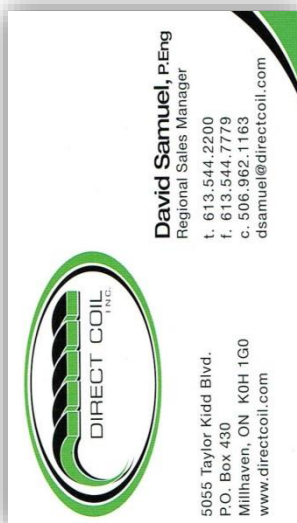 DIRECT COIL
INC.
David Samuel, P.Eng
Regional Sales Manager
t. 613.544.2200
f. 613.544.7779
c. 506.962.1163
dsamuel@directcoil.com
5055 Taylor Kidd Blvd.
P.O. Box 430
Millhaven, ON K0H 1G0
www.directcoil.com